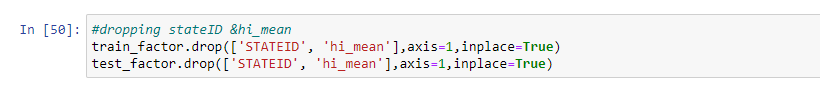 In [50]: #dropping stateID &hi_mean
train_factor.drop(['STATEID', 'hi_mean'],axis=1,inplace=True)
test_factor.drop(['STATEID', 'hi_mean'],axis=1,inplace=True)